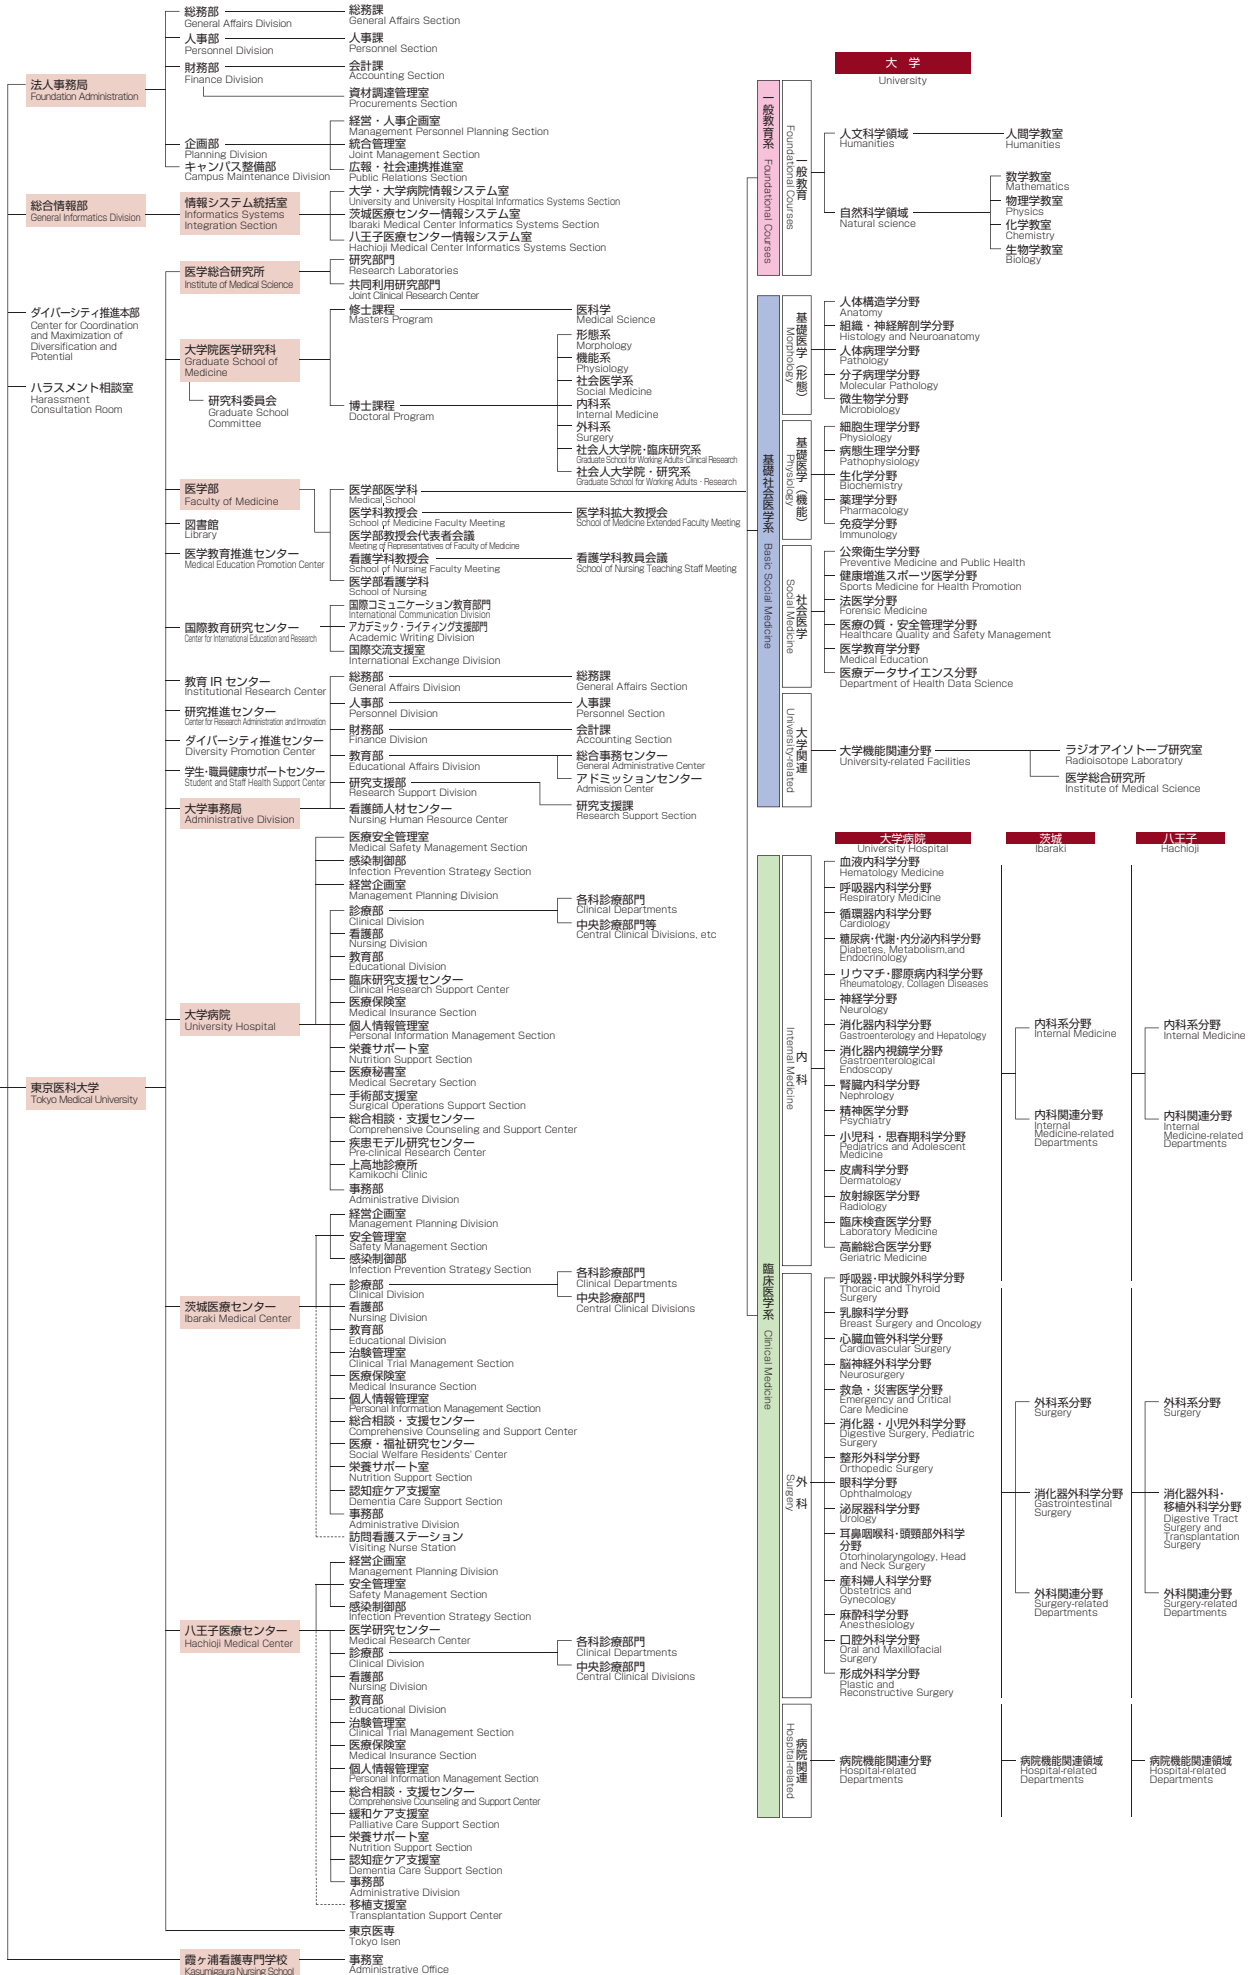 総務部
General Affairs Division
総務課
General Affairs Section
人事部
Personnel Division
人事課
Personnel Section
財務部
Finance Division
会計課
Accounting Section
資材調達管理室
Procurements Section
法人事務局
Foundation Administration
経営・人事企画室
Management Personnel Planning Section
企画部
Planning Division
統合管理室
Joint Management Section
キャンパス整備部
Campus Maintenance Division
広報・社会連携推進室
Public Relations Section
総合情報部
General Informatics Division
情報システム統括室
Informatics Systems
Integration Section
大学・大学病院情報システム室
University and University Hospital Informatics Systems Section
茨城医療センター情報システム室
Ibaraki Medical Center Informatics Systems Section
八王子医療センター情報システム室
Hachioji Medical Center Informatics Systems Section
医学総合研究所
Institute of Medical Science
研究部門
Research Laboratories
共同利用研究部門
Joint Clinical Research Center
ダイバーシティ推進本部
Center for Coordination
and Maximization of
Diversification and
Potential
ハラスメント相談室
Harassment
Consultation Room
大学院医学研究科
Graduate School of
Medicine
研究科委員会
Graduate School
Committee
修士課程
Masters Program
医科学
Medical Science
博士課程
Doctoral Program
形態系
Morphology
機能系
Physiology
社会医学系
Social Medicine
内科系
Internal Medicine
外科系
Surgery
社会人大学院・臨床研究系
Graduate School for Working Adults-Clinical Research
社会人大学院・研究系
Graduate School for Working Adults・Research
医学部
Faculty of Medicine
図書館
Library
医学教育推進センター
Medical Education Promotion Center
医学部医学科
Medical School
医学科教授会
School of Medicine Faculty Meeting
医学科拡大教授会
School of Medicine Extended Faculty Meeting
医学部教授会代表者会議
Meeting of Representatives of Faculty of Medicine
看護学科教授会
School of Nursing Faculty Meeting
看護学科教員会議
School of Nursing Teaching Staff Meeting
医学部看護学科
School of Nursing
国際教育研究センター
Center for International Education and Research
国際コミュニケーション教育部門
International Communication Division
アカデミック・ライティング支援部門
Academic Writing Division
国際交流支援室
International Exchange Division
教育 IR センター
Institutional Research Center
研究推進センター
Center for Research Administration and Innovation
ダイバーシティ推進センター
Diversity Promotion Center
学生・職員健康サポートセンター
Student and Staff Health Support Center
大学事務局
Administrative Division
総務部
General Affairs Division
総務課
General Affairs Section
人事部
Personnel Division
人事課
Personnel Section
財務部
Finance Division
会計課
Accounting Section
教育部
Educational Affairs Division
総合事務センター
General Administrative Center
アドミッションセンター
Admission Center
研究支援部
Research Support Division
研究支援課
Research Support Section
看護師人材センター
Nursing Human Resource Center
東京医科大学
Tokyo Medical University
大学病院
University Hospital
医療安全管理室
Medical Safety Management Section
感染制御部
Infection Prevention Strategy Section
経営企画室
Management Planning Division
診療部
Clinical Division
各科診療部門
Clinical Departments
中央診療部門等
Central Clinical Divisions, etc
看護部
Nursing Division
教育部
Educational Division
臨床研究支援センター
Clinical Research Support Center
医療保険室
Medical Insurance Section
個人情報管理室
Personal Information Management Section
栄養サポート室
Nutrition Support Section
医療秘書室
Medical Secretary Section
手術部支援室
Surgical Operations Support Section
総合相談・支援センター
Comprehensive Counseling and Support Center
疾患モデル研究センター
Pre-clinical Research Center
上高地診療所
Kamikochi Clinic
事務部
Administrative Division
茨城医療センター
Ibaraki Medical Center
経営企画室
Management Planning Division
安全管理室
Safety Management Section
感染制御部
Infection Prevention Strategy Section
診療部
Clinical Division
各科診療部門
Clinical Departments
中央診療部門
Central Clinical Divisions
看護部
Nursing Division
教育部
Educational Division
治験管理室
Clinical Trial Management Section
医療保険室
Medical Insurance Section
個人情報管理室
Personal Information Management Section
総合相談・支援センター
Comprehensive Counseling and Support Center
医療・福祉研究センター
Social Welfare Residents' Center
栄養サポート室
Nutrition Support Section
認知症ケア支援室
Dementia Care Support Section
事務部
Administrative Division
訪問看護ステーション
Visiting Nurse Station
八王子医療センター
Hachioji Medical Center
経営企画室
Management Planning Division
安全管理室
Safety Management Section
感染制御部
Infection Prevention Strategy Section
医学研究センター
Medical Research Center
診療部
Clinical Division
各科診療部門
Clinical Departments
中央診療部門
Central Clinical Divisions
看護部
Nursing Division
教育部
Educational Division
治験管理室
Clinical Trial Management Section
医療保険室
Medical Insurance Section
個人情報管理室
Personal Information Management Section
総合相談・支援センター
Comprehensive Counseling and Support Center
緩和ケア支援室
Palliative Care Support Section
栄養サポート室
Nutrition Support Section
認知症ケア支援室
Dementia Care Support Section
事務部
Administrative Division
移植支援室
Transplantation Support Center
東京医専
Tokyo Isen
霞ヶ浦看護専門学校
Kasumigaura Nursing School
事務室
Administrative Office
大 学
University
一般教育系 Foundational Courses
一般教育
Foundational Courses
人文科学領域
Humanities
人間学教室
Humanities
自然科学領域
Natural science
数学教室
Mathematics
物理学教室
Physics
化学教室
Chemistry
生物学教室
Biology
基礎社会医学系 Basic Social Medicine
基礎医学（形態）
Morphology
人体構造学分野
Anatomy
組織・神経解剖学分野
Histology and Neuroanatomy
人体病理学分野
Pathology
分子病理学分野
Molecular Pathology
微生物学分野
Microbiology
基礎医学（機能）
Physiology
細胞生理学分野
Physiology
病態生理学分野
Pathophysiology
生化学分野
Biochemistry
薬理学分野
Pharmacology
免疫学分野
Immunology
社会医学
Social Medicine
公衆衛生学分野
Preventive Medicine and Public Health
健康増進スポーツ医学分野
Sports Medicine for Health Promotion
法医学分野
Forensic Medicine
医療の質・安全管理学分野
Healthcare Quality and Safety Management
医学教育学分野
Medical Education
医療データサイエンス分野
Department of Health Data Science
大学関連
University-related
大学機能関連分野
University-related Facilities
ラジオアイソトープ研究室
Radioisotope Laboratory
医学総合研究所
Institute of Medical Science
大学病院
University Hospital
茨城
Ibaraki
八王子
Hachioji
臨床医学系 Clinical Medicine
内科
Internal Medicine
血液内科学分野
Hematology Medicine
呼吸器内科学分野
Respiratory Medicine
循環器内科学分野
Cardiology
糖尿病・代謝・内分泌内科学分野
Diabetes, Metabolism,and
Endocrinology
リウマチ・膠原病内科学分野
Rheumatology, Collagen Diseases
神経学分野
Neurology
消化器内科学分野
Gastroenterology and Hepatology
消化器内視鏡学分野
Gastroenterological
Endoscopy
腎臓内科学分野
Nephrology
精神医学分野
Psychiatry
小児科・思春期科学分野
Pediatrics and Adolescent
Medicine
皮膚科学分野
Dermatology
放射線医学分野
Radiology
臨床検査医学分野
Laboratory Medicine
高齢総合医学分野
Geriatric Medicine
内科系分野
Internal Medicine
内科関連分野
Internal
Medicine-related
Departments
内科系分野
Internal Medicine
内科関連分野
Internal
Medicine-related
Departments
外科
Surgery
呼吸器・甲状腺外科学分野
Thoracic and Thyroid
Surgery
乳腺科学分野
Breast Surgery and Oncology
心臓血管外科学分野
Cardiovascular Surgery
脳神経外科学分野
Neurosurgery
救急・災害医学分野
Emergency and Critical
Care Medicine
消化器・小児外科学分野
Digestive Surgery, Pediatric
Surgery
整形外科学分野
Orthopedic Surgery
眼科学分野
Ophthalmology
泌尿器科学分野
Urology
耳鼻咽喉科・頭頸部外科学
分野
Otorhinolaryngology, Head
and Neck Surgery
産科婦人科学分野
Obstetrics and
Gynecology
麻酔科学分野
Anesthesiology
口腔外科学分野
Oral and Maxillofacial
Surgery
形成外科学分野
Plastic and
Reconstructive Surgery
外科系分野
Surgery
消化器外科学分野
Gastrointestinal
Surgery
外科関連分野
Surgery-related
Departments
外科系分野
Surgery
消化器外科・
移植外科学分野
Digestive Tract
Surgery and
Transplantation
Surgery
外科関連分野
Surgery-related
Departments
病院関連
Hospital-related
病院機能関連分野
Hospital-related
Departments
病院機能関連領域
Hospital-related
Departments
病院機能関連領域
Hospital-related
Departments